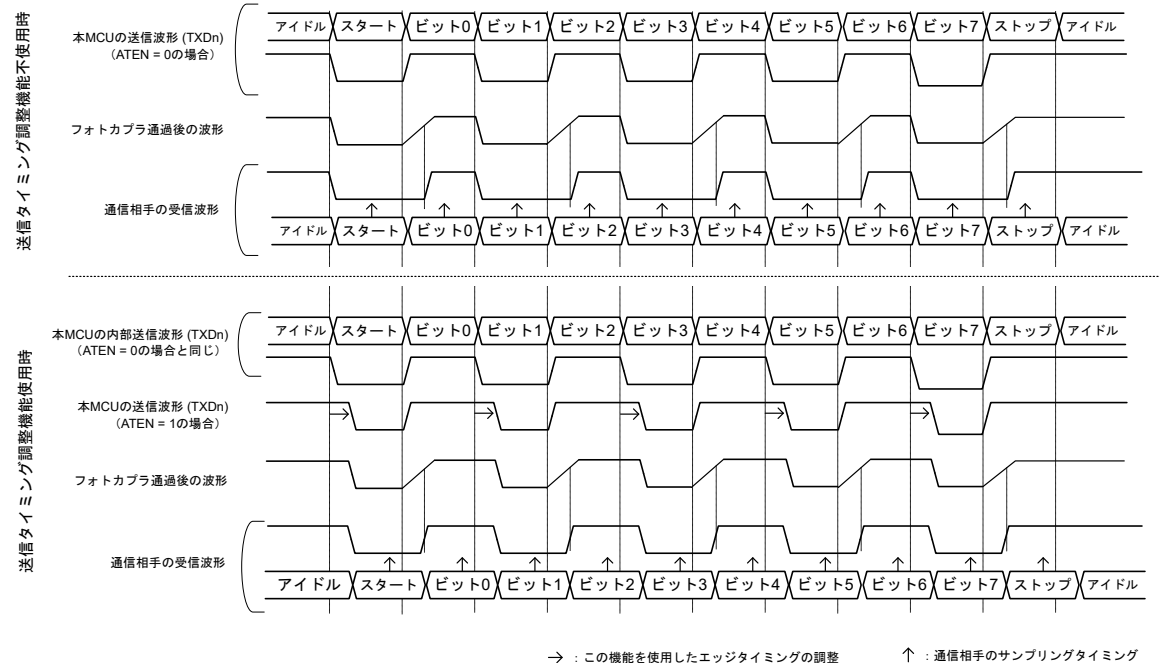 送信タイミング調整機能不使用時
本MCUの送信波形 (TXDn)
(ATEN = 0の場合)
アイドル スタート ビット0 ビット1 ビット2 ビット3 ビット4 ビット5 ビット6 ビット7 ストップ アイドル
フォトカプラ通過後の波形
通信相手の受信波形
アイドル スタート ビット0 ビット1 ビット2 ビット3 ビット4 ビット5 ビット6 ビット7 ストップ アイドル
送信タイミング調整機能使用時
本MCUの内部送信波形 (TXDn)
(ATEN = 0の場合と同じ)
アイドル スタート ビット0 ビット1 ビット2 ビット3 ビット4 ビット5 ビット6 ビット7 ストップ アイドル
本MCUの送信波形 (TXDn)
(ATEN = 1の場合)
フォトカプラ通過後の波形
通信相手の受信波形
アイドル スタート ビット0 ビット1 ビット2 ビット3 ビット4 ビット5 ビット6 ビット7 ストップ アイドル
→ : この機能を使用したエッジタイミングの調整
↑ : 通信相手のサンプリングタイミング